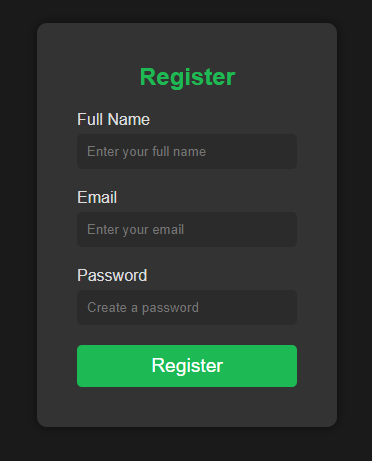 Register
Full Name
Enter your full name
Email
Enter your email
Password
Create a password
Register